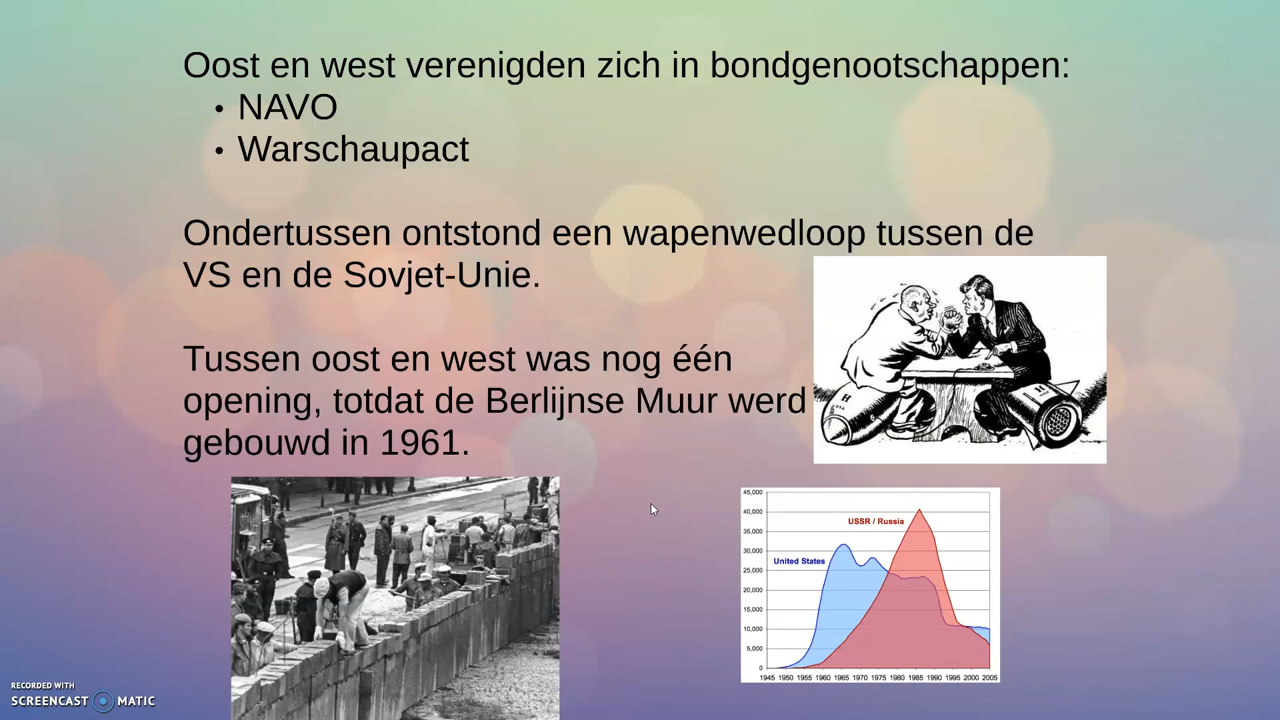 Oost en west verenigden zich in bondgenootschappen:
• NAVO
• Warschaupact
Ondertussen ontstond een wapenwedloop tussen de
VS en de Sovjet-Unie.
Tussen oost en west was nog één
opening, totdat de Berlijnse Muur werd
gebouwd in 1961.
H
H
45,000
40,000
35,000
30,000
25,000
20,000
15,000
10,000
5,000
0
USSR / Russia
United States
1945 1950 1955 1960 1965 1970 1975 1980 1985 1990 1995 2000 2005
RECORDED WITH
SCREENCAST MATIC